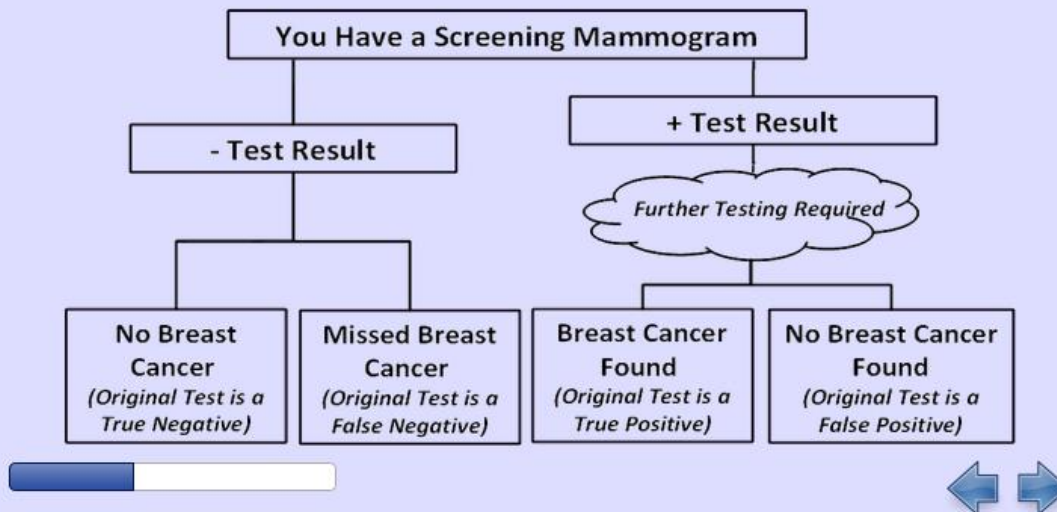 You Have a Screening Mammogram
- Test Result
+ Test Result
Further Testing Required
No Breast
Cancer
(Original Test is a
True Negative)
Missed Breast
Cancer
(Original Test is a
False Negative)
Breast Cancer
Found
(Original Test is a
True Positive)
No Breast Cancer
Found
(Original Test is a
False Positive)